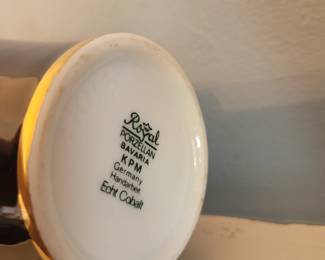 Royal
PORZELLAN
BAVARIA
KPM
Germany
Handarbeit
Echt Cobalt